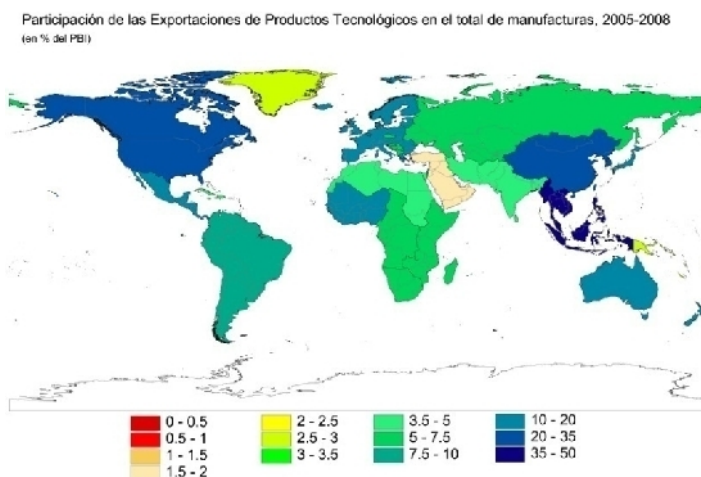 Participación de las Exportaciones de Productos Tecnológicos en el total de manufacturas, 2005-2008
(en % del PBI)
0 - 0.5
0.5 - 1
1 - 1.5
1.5 - 2
2 - 2.5
2.5 - 3
3 - 3.5
3.5 - 5
5 - 7.5
7.5 - 10
10 - 20
20 - 35
35 - 50